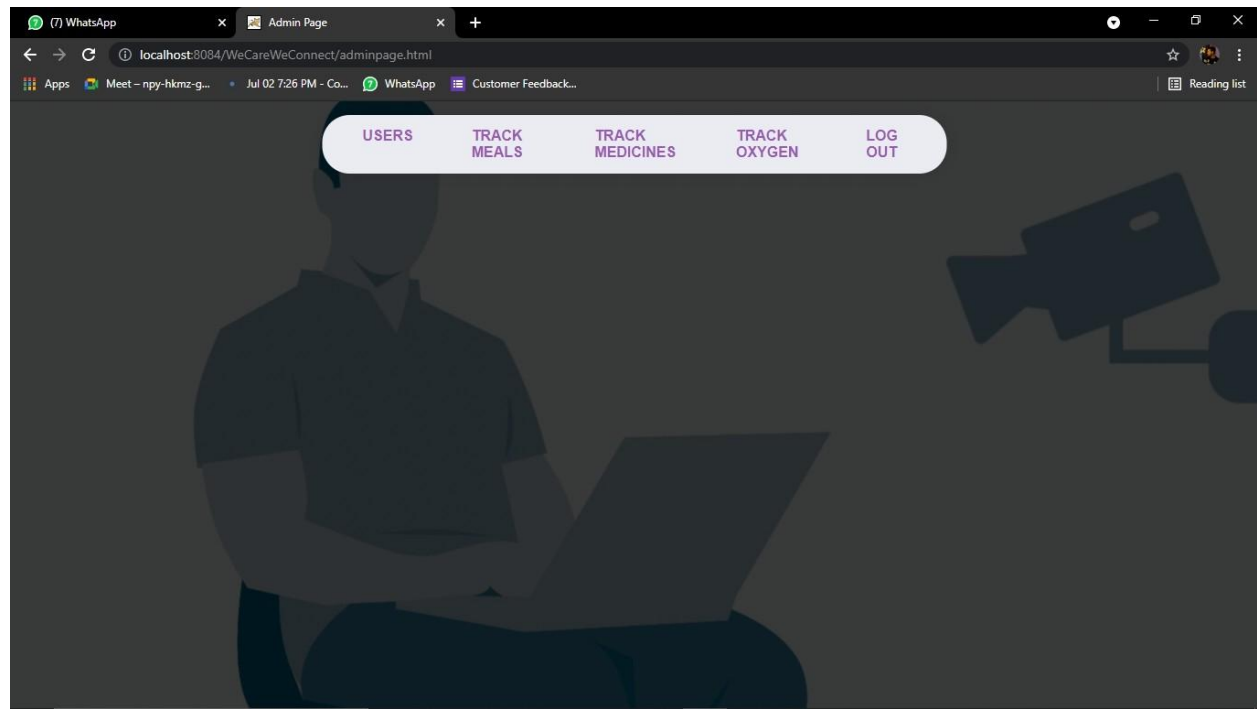 (7) WhatsApp
Admin Page
localhost:8084/WeCareWeConnect/adminpage.html
Apps
Meet – npy-hkmz-g...
Jul 02 7:26 PM - Co...
WhatsApp
Customer Feedback...
Reading list
USERS
TRACK
MEALS
TRACK
MEDICINES
TRACK
OXYGEN
LOG
OUT